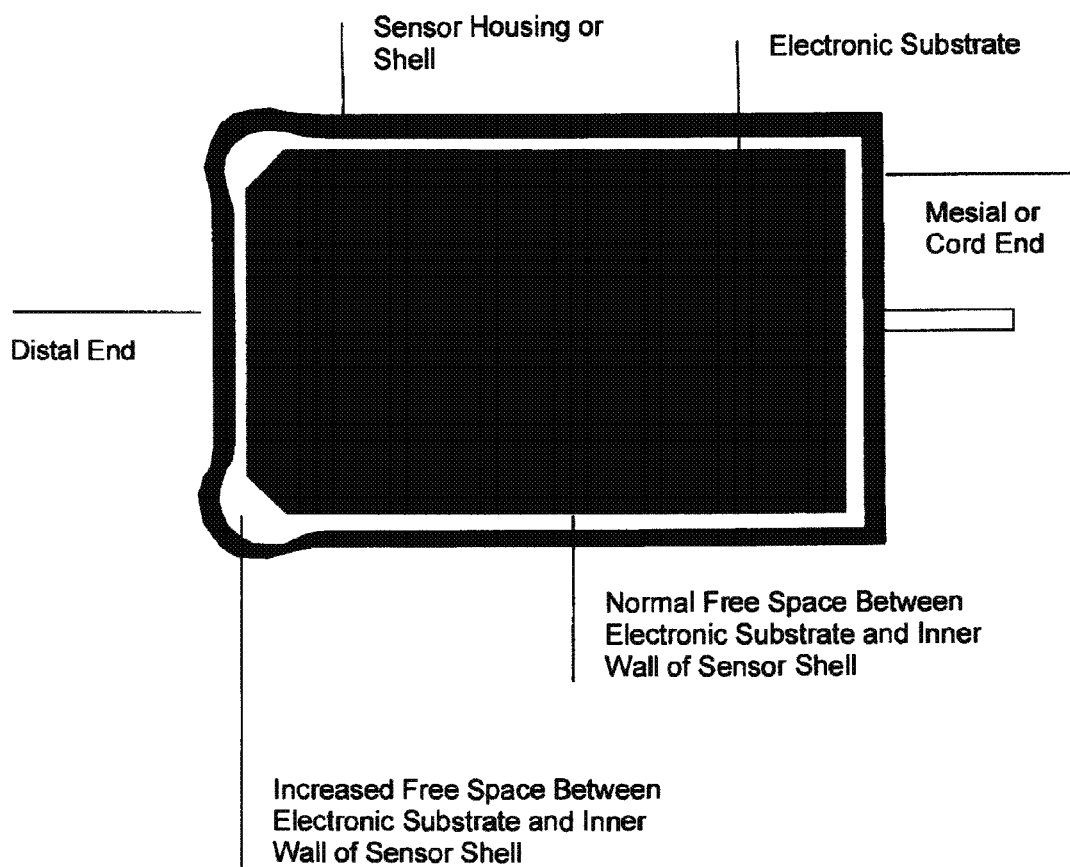 Sensor Housing or
Shell
Electronic Substrate
Mesial or
Cord End
Distal End
Normal Free Space Between
Electronic Substrate and Inner
Wall of Sensor Shell
Increased Free Space Between
Electronic Substrate and Inner
Wall of Sensor Shell